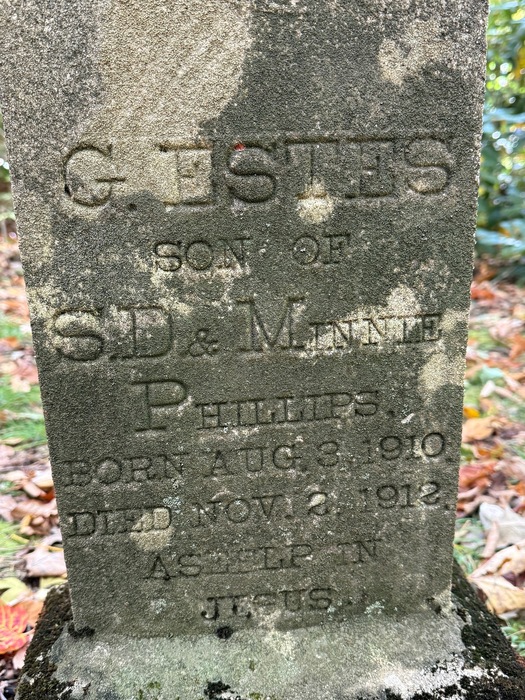 G. ESTES
SON OF
S.D & MINNIE
PHILLIPS.
BORN AUG. 3. 1910.
DIED NOV. 2. 1912.
ASLEEP IN
JESUS.